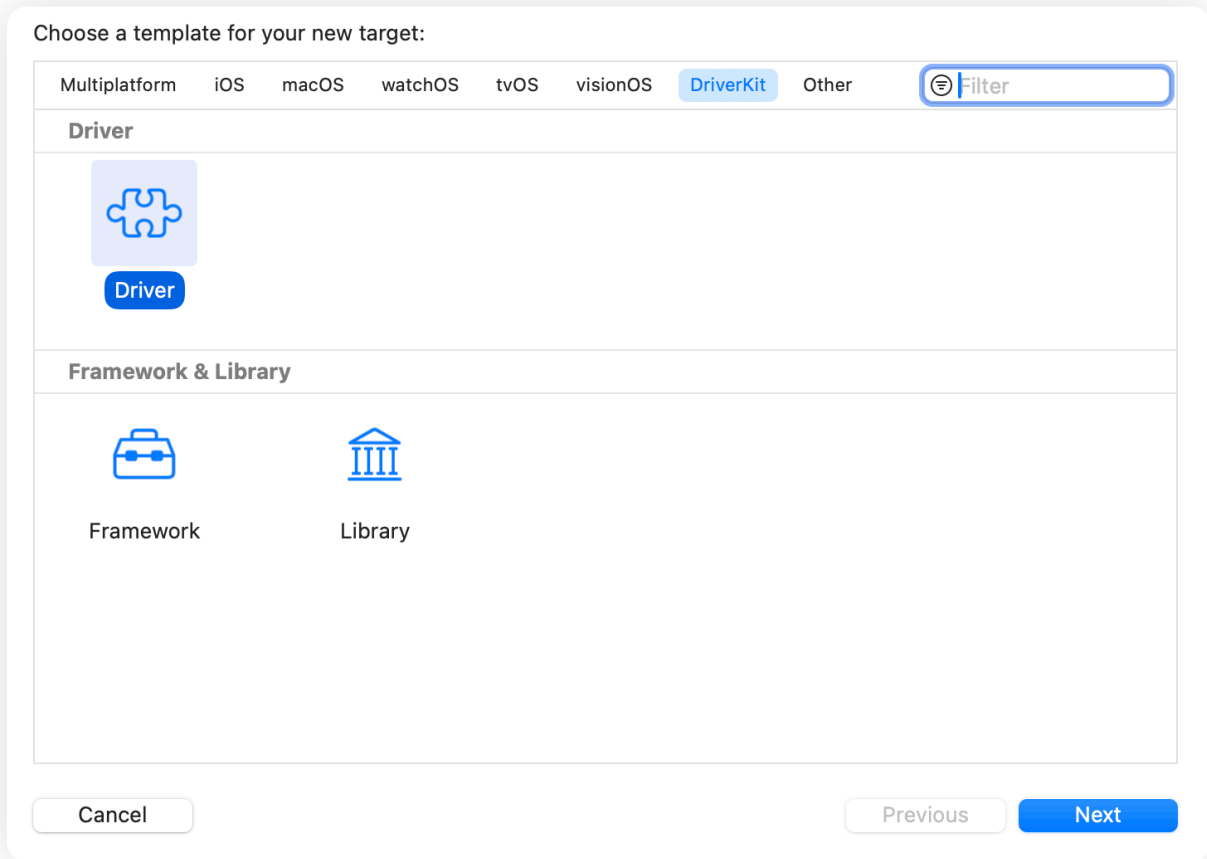 Choose a template for your new target:
Multiplatform iOS macOS watchOS tvOS visionOS DriverKit Other Filter
Driver
Driver
Framework & Library
Framework Library
Cancel Previous Next